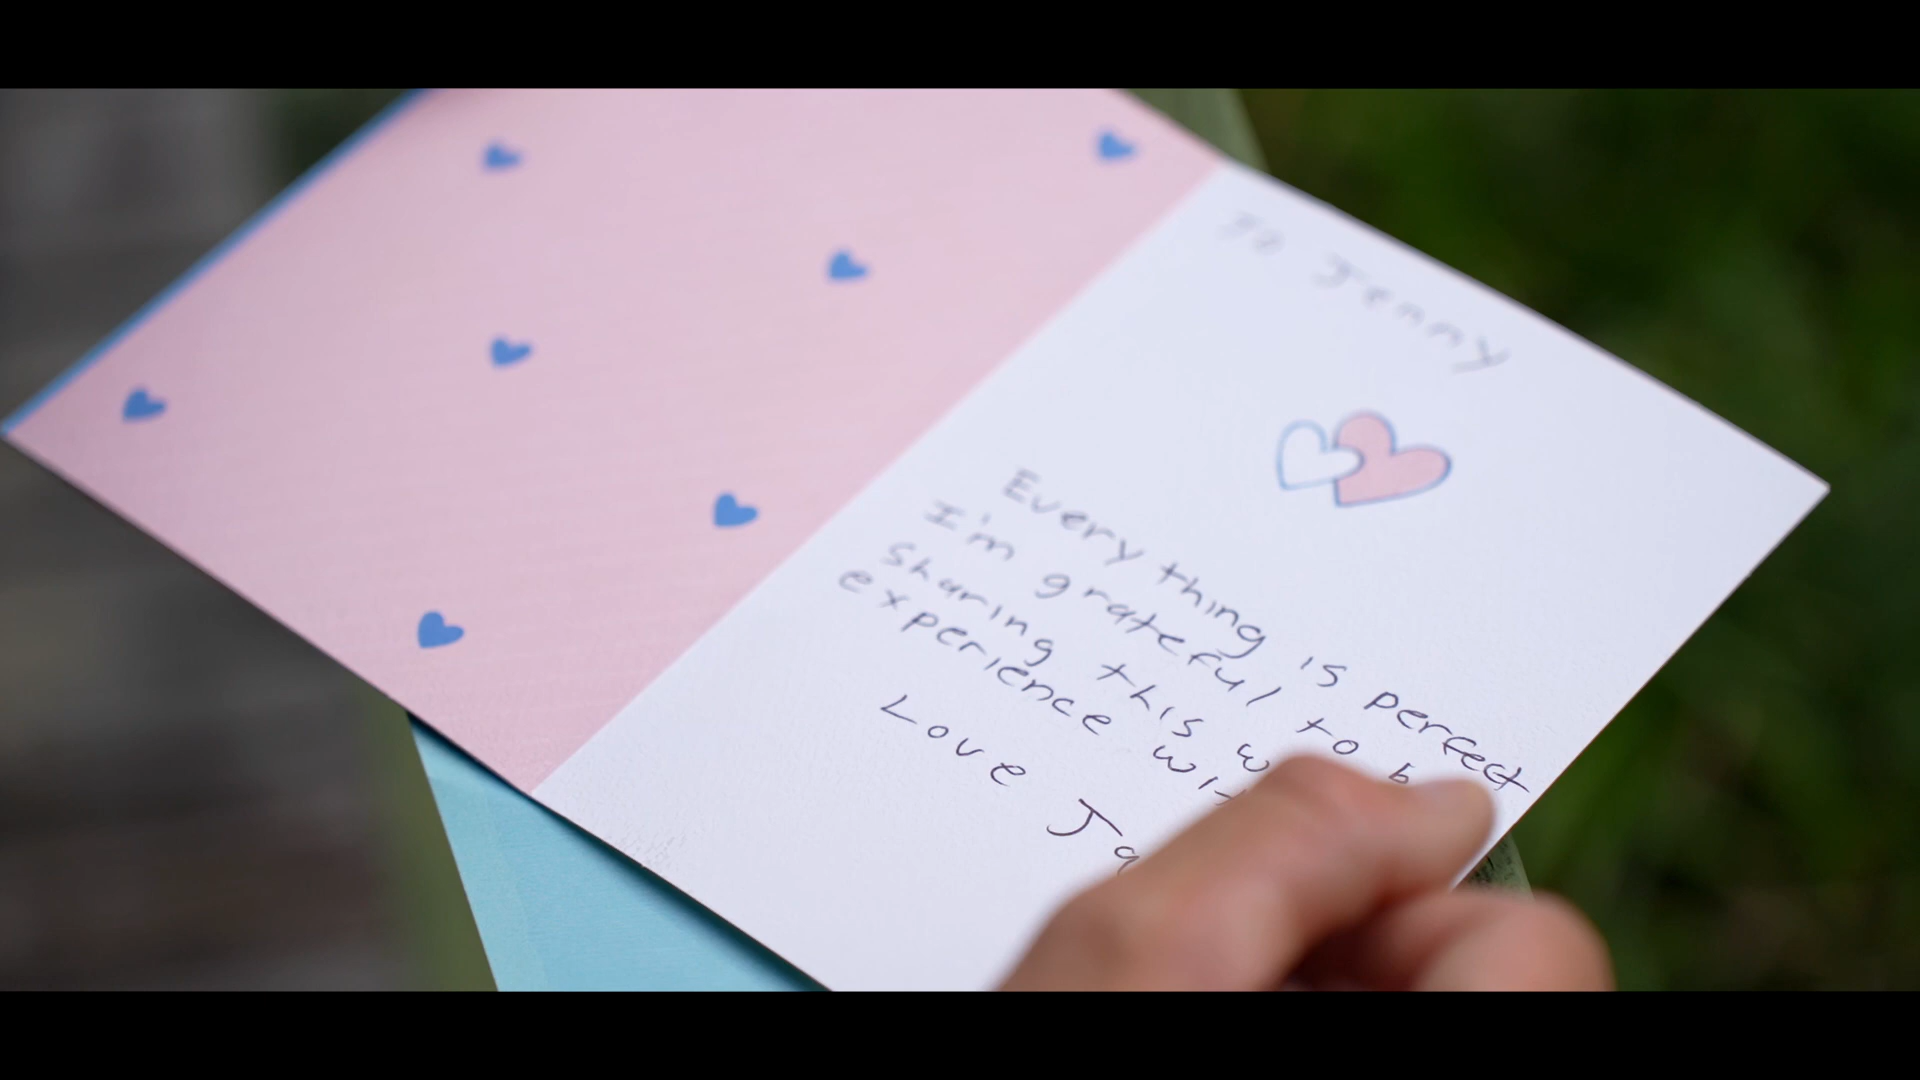 To Jenny
Everything is perfect
I'm grateful to
Sharing this
experience
Love